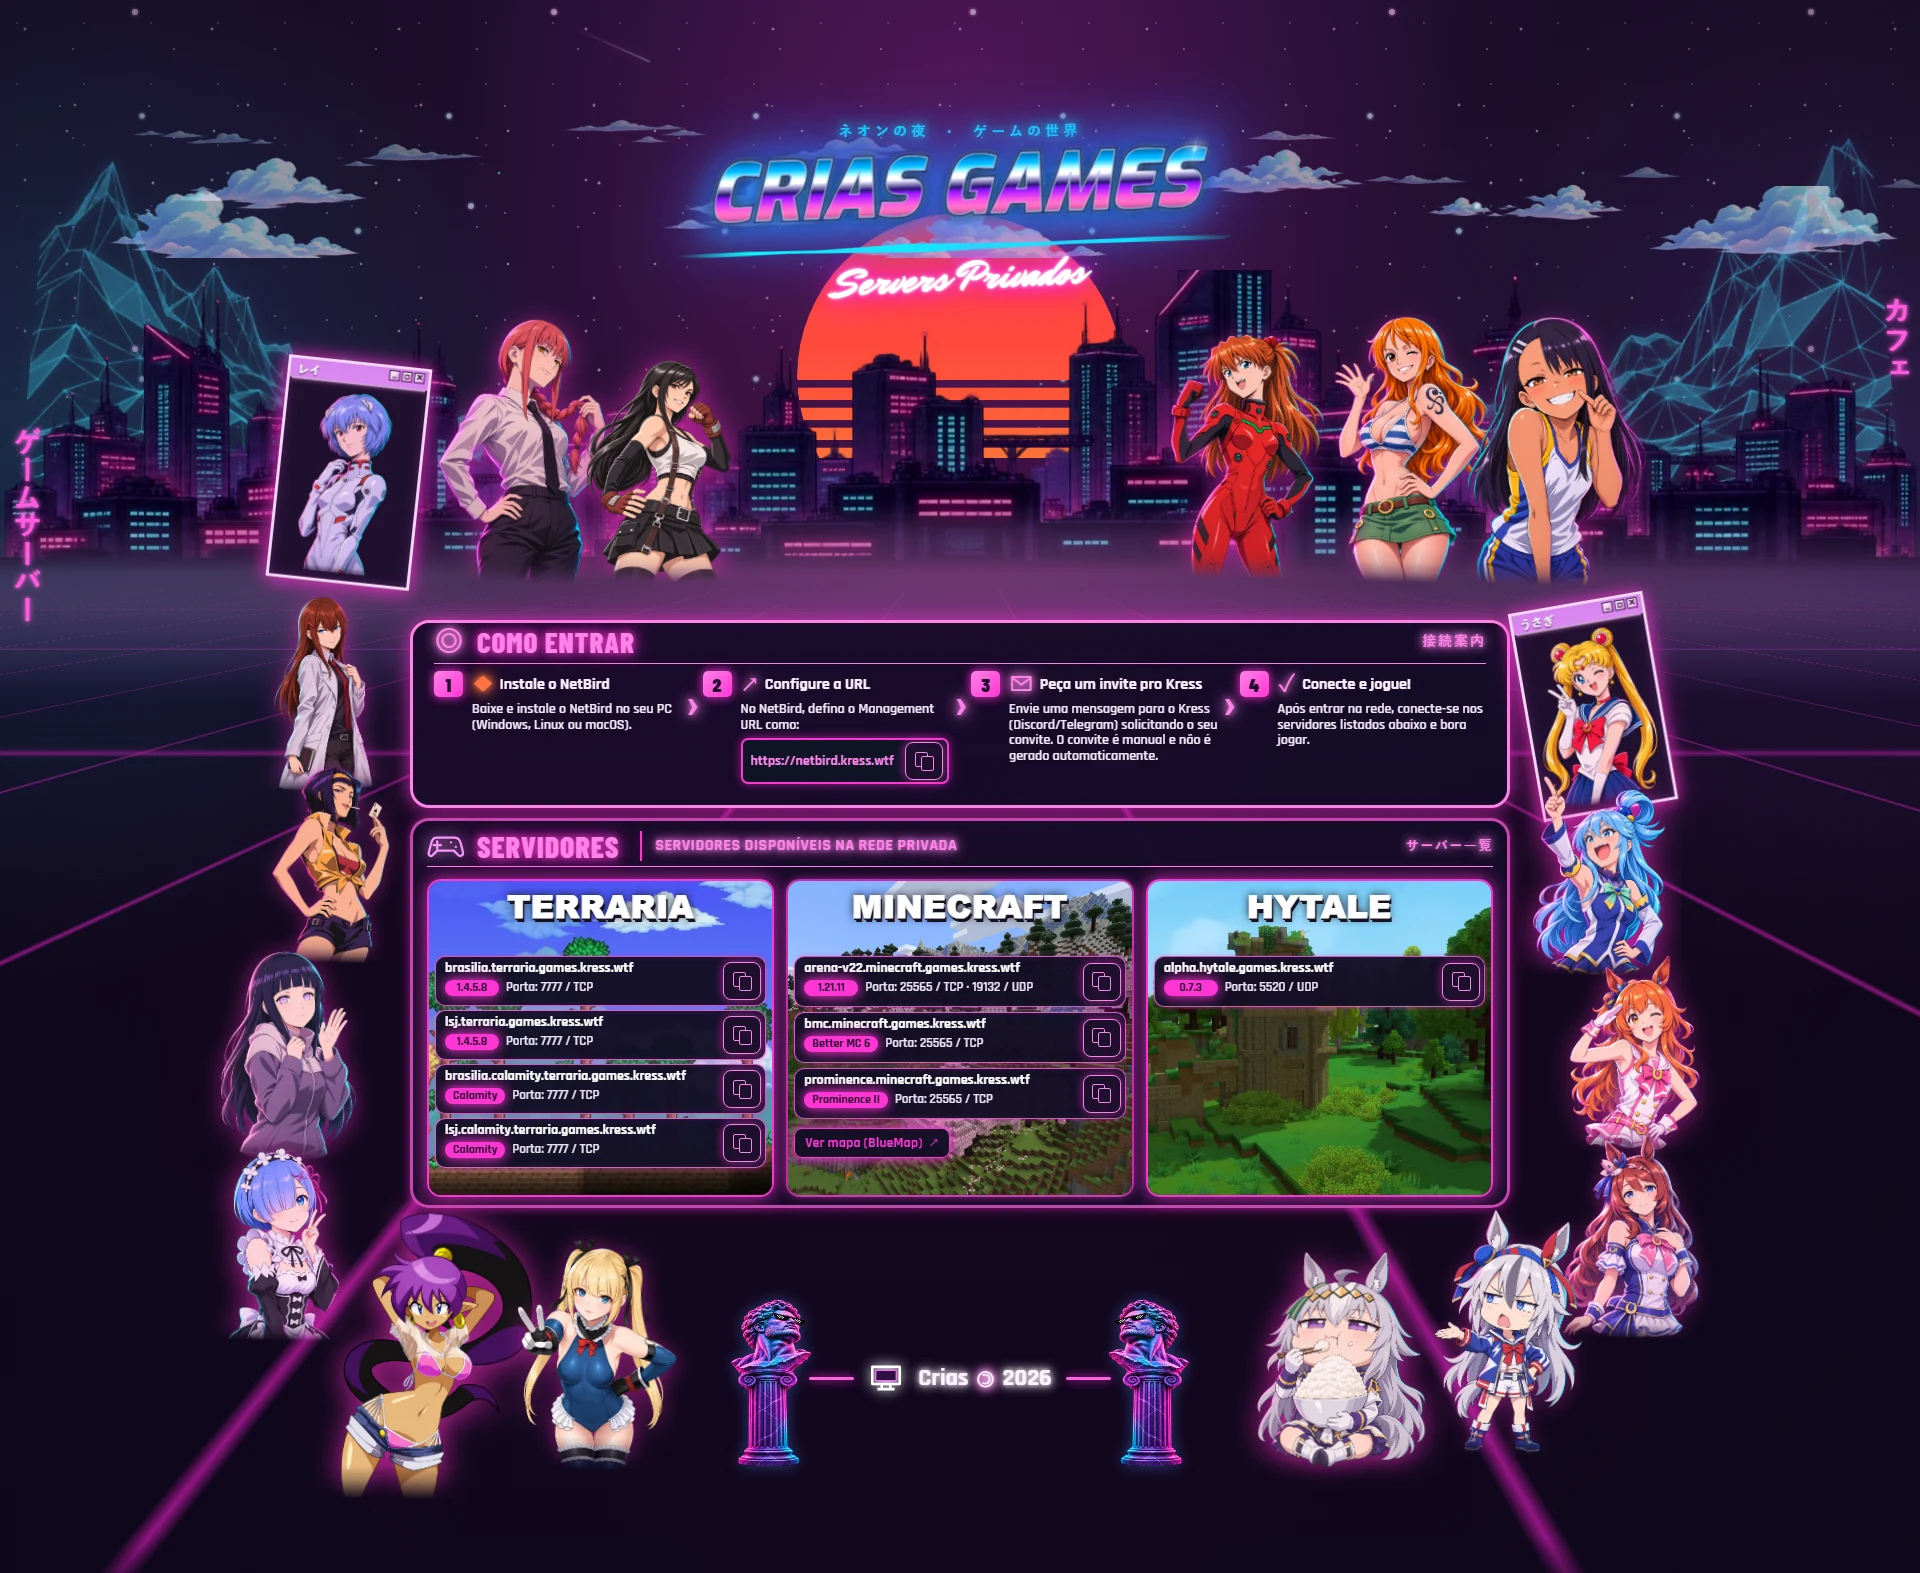 ネオンの夜 · ゲームの世界
CRIAS GAMES
Servers Privados
カフェ
ゲームサーバー
レイ
うさぎ
COMO ENTRAR
接続案内
1 Instale o NetBird
Baixe e instale o NetBird no seu PC
(Windows, Linux ou macOS).
2 Configure a URL
No NetBird, defina o Management
URL como:
https://netbird.kress.wtf
3 Peça um invite pro Kress
Envie uma mensagem para o Kress
(Discord/Telegram) solicitando o seu
convite. O convite é manual e não é
gerado automaticamente.
4 Conecte e jogue!
Após entrar na rede, conecte-se nos
servidores listados abaixo e bora
jogar.
SERVIDORES
SERVIDORES DISPONÍVEIS NA REDE PRIVADA
サーバー一覧
TERRARIA
brasilia.terraria.games.kress.wtf
1.4.5.8 Porta: 7777 / TCP
lsj.terraria.games.kress.wtf
1.4.5.8 Porta: 7777 / TCP
brasilia.calamity.terraria.games.kress.wtf
Calamity Porta: 7777 / TCP
lsj.calamity.terraria.games.kress.wtf
Calamity Porta: 7777 / TCP
MINECRAFT
arena-v22.minecraft.games.kress.wtf
1.21.11 Porta: 25565 / TCP · 19132 / UDP
bmc.minecraft.games.kress.wtf
Better MC 6 Porta: 25565 / TCP
prominence.minecraft.games.kress.wtf
Prominence II Porta: 25565 / TCP
Ver mapa (BlueMap) ↗
HYTALE
alpha.hytale.games.kress.wtf
0.7.3 Porta: 5520 / UDP
Crias 2026